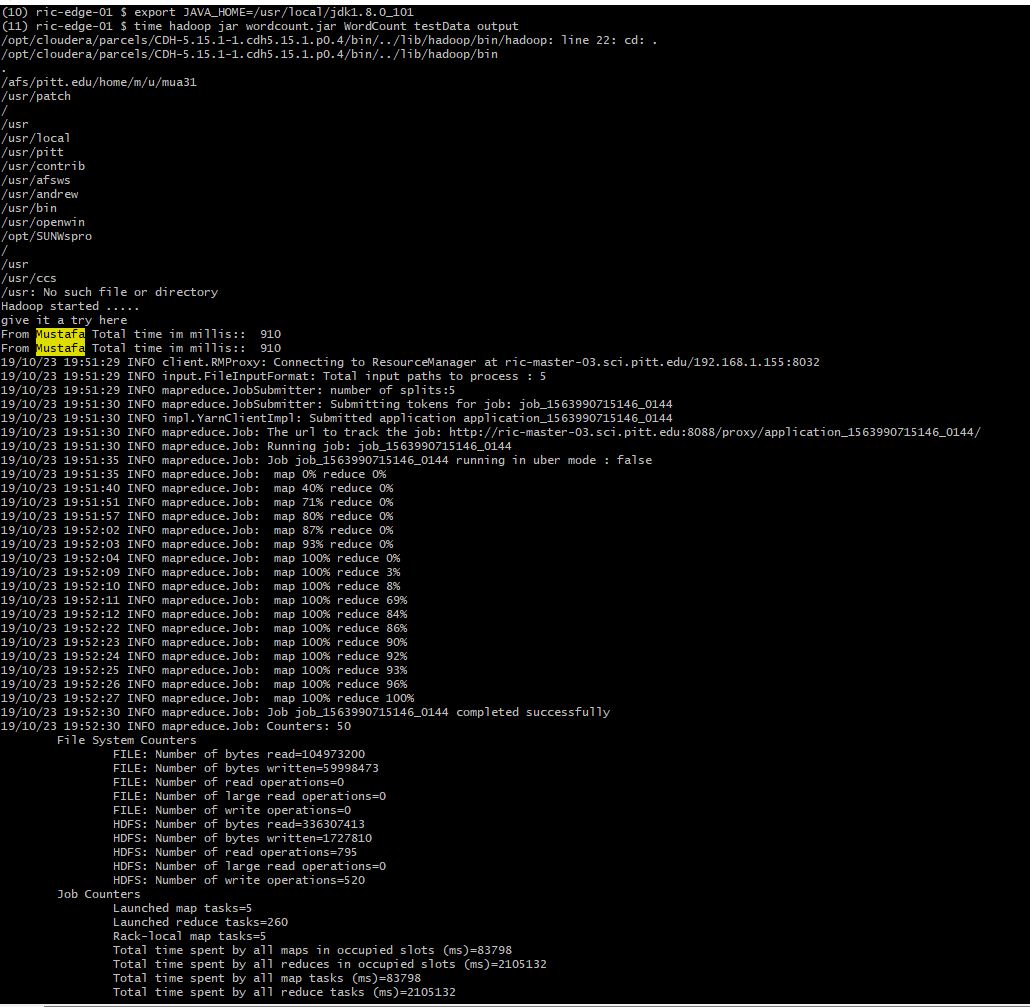 (10) ric-edge-01 $ export JAVA_HOME=/usr/local/jdk1.8.0_101
(11) ric-edge-01 $ time hadoop jar wordcount.jar WordCount testData output
/opt/cloudera/parcels/CDH-5.15.1-1.cdh5.15.1.p0.4/bin/../lib/hadoop/bin/hadoop: line 22: cd: .
/opt/cloudera/parcels/CDH-5.15.1-1.cdh5.15.1.p0.4/bin/../lib/hadoop/bin
.
/afs/pitt.edu/home/m/u/mua31
/usr/patch
/
/usr
/usr/local
/usr/pitt
/usr/contrib
/usr/afsws
/usr/andrew
/usr/bin
/usr/openwin
/opt/SUNWspro
/
/usr
/usr/ccs
/usr: No such file or directory
Hadoop started .....
give it a try here
From Mustafa Total time im millis::  910
From Mustafa Total time im millis::  910
19/10/23 19:51:29 INFO client.RMProxy: Connecting to ResourceManager at ric-master-03.sci.pitt.edu/192.168.1.155:8032
19/10/23 19:51:29 INFO input.FileInputFormat: Total input paths to process : 5
19/10/23 19:51:29 INFO mapreduce.JobSubmitter: number of splits:5
19/10/23 19:51:30 INFO mapreduce.JobSubmitter: Submitting tokens for job: job_1563990715146_0144
19/10/23 19:51:30 INFO impl.YarnClientImpl: Submitted application application_1563990715146_0144
19/10/23 19:51:30 INFO mapreduce.Job: The url to track the job: http://ric-master-03.sci.pitt.edu:8088/proxy/application_1563990715146_0144/
19/10/23 19:51:30 INFO mapreduce.Job: Running job: job_1563990715146_0144
19/10/23 19:51:35 INFO mapreduce.Job: Job job_1563990715146_0144 running in uber mode : false
19/10/23 19:51:35 INFO mapreduce.Job:  map 0% reduce 0%
19/10/23 19:51:40 INFO mapreduce.Job:  map 40% reduce 0%
19/10/23 19:51:51 INFO mapreduce.Job:  map 71% reduce 0%
19/10/23 19:51:57 INFO mapreduce.Job:  map 80% reduce 0%
19/10/23 19:52:02 INFO mapreduce.Job:  map 87% reduce 0%
19/10/23 19:52:03 INFO mapreduce.Job:  map 93% reduce 0%
19/10/23 19:52:04 INFO mapreduce.Job:  map 100% reduce 0%
19/10/23 19:52:09 INFO mapreduce.Job:  map 100% reduce 3%
19/10/23 19:52:10 INFO mapreduce.Job:  map 100% reduce 8%
19/10/23 19:52:11 INFO mapreduce.Job:  map 100% reduce 69%
19/10/23 19:52:12 INFO mapreduce.Job:  map 100% reduce 84%
19/10/23 19:52:22 INFO mapreduce.Job:  map 100% reduce 86%
19/10/23 19:52:23 INFO mapreduce.Job:  map 100% reduce 90%
19/10/23 19:52:24 INFO mapreduce.Job:  map 100% reduce 92%
19/10/23 19:52:25 INFO mapreduce.Job:  map 100% reduce 93%
19/10/23 19:52:26 INFO mapreduce.Job:  map 100% reduce 96%
19/10/23 19:52:27 INFO mapreduce.Job:  map 100% reduce 100%
19/10/23 19:52:30 INFO mapreduce.Job: Job job_1563990715146_0144 completed successfully
19/10/23 19:52:30 INFO mapreduce.Job: Counters: 50
File System Counters
FILE: Number of bytes read=104973200
FILE: Number of bytes written=59998473
FILE: Number of read operations=0
FILE: Number of large read operations=0
FILE: Number of write operations=0
HDFS: Number of bytes read=336307413
HDFS: Number of bytes written=1727810
HDFS: Number of read operations=795
HDFS: Number of large read operations=0
HDFS: Number of write operations=520
Job Counters
Launched map tasks=5
Launched reduce tasks=260
Rack-local map tasks=5
Total time spent by all maps in occupied slots (ms)=83798
Total time spent by all reduces in occupied slots (ms)=2105132
Total time spent by all map tasks (ms)=83798
Total time spent by all reduce tasks (ms)=2105132